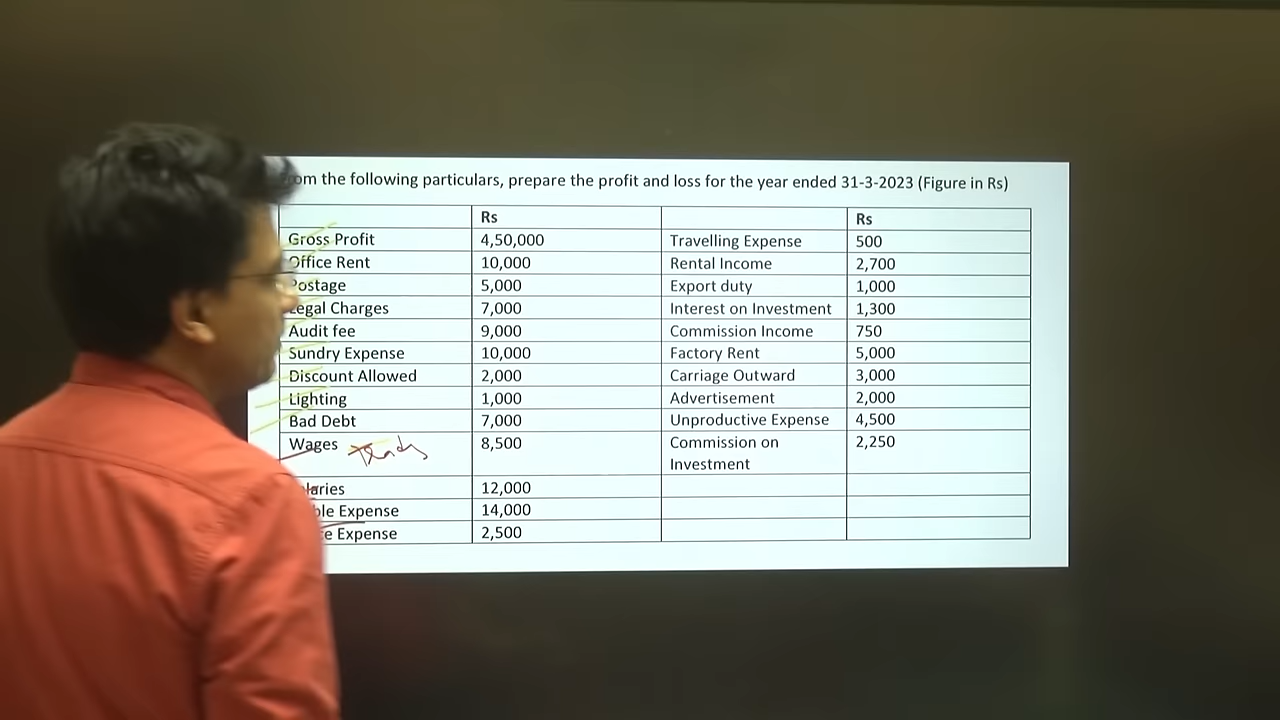 om the following particulars, prepare the profit and loss for the year ended 31-3-2023 (Figure in Rs)
Rs Rs
Gross Profit 4,50,000 Travelling Expense 500
Office Rent 10,000 Rental Income 2,700
Postage 5,000 Export duty 1,000
Legal Charges 7,000 Interest on Investment 1,300
Audit fee 9,000 Commission Income 750
Sundry Expense 10,000 Factory Rent 5,000
Discount Allowed 2,000 Carriage Outward 3,000
Lighting 1,000 Advertisement 2,000
Bad Debt 7,000 Unproductive Expense 4,500
Wages 8,500 Commission on 2,250
Investment
laries 12,000
ble Expense 14,000
e Expense 2,500